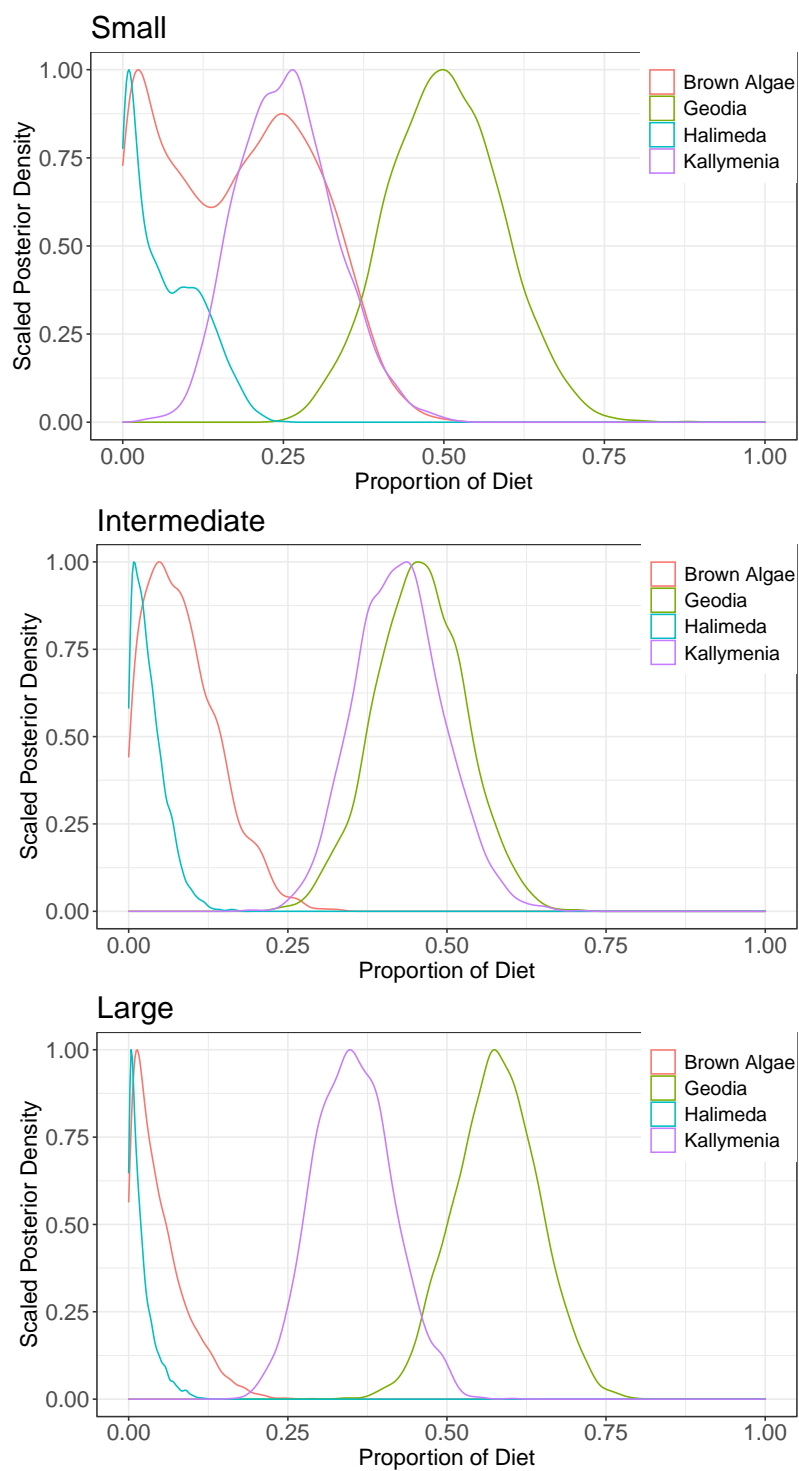 Small
1.00
0.75
0.50
0.25
0.00
Scaled Posterior Density
Brown Algae
Geodia
Halimeda
Kallymenia
0.00 0.25 0.50 0.75 1.00
Proportion of Diet
Intermediate
1.00
0.75
0.50
0.25
0.00
Scaled Posterior Density
Brown Algae
Geodia
Halimeda
Kallymenia
0.00 0.25 0.50 0.75 1.00
Proportion of Diet
Large
1.00
0.75
0.50
0.25
0.00
Scaled Posterior Density
Brown Algae
Geodia
Halimeda
Kallymenia
0.00 0.25 0.50 0.75 1.00
Proportion of Diet